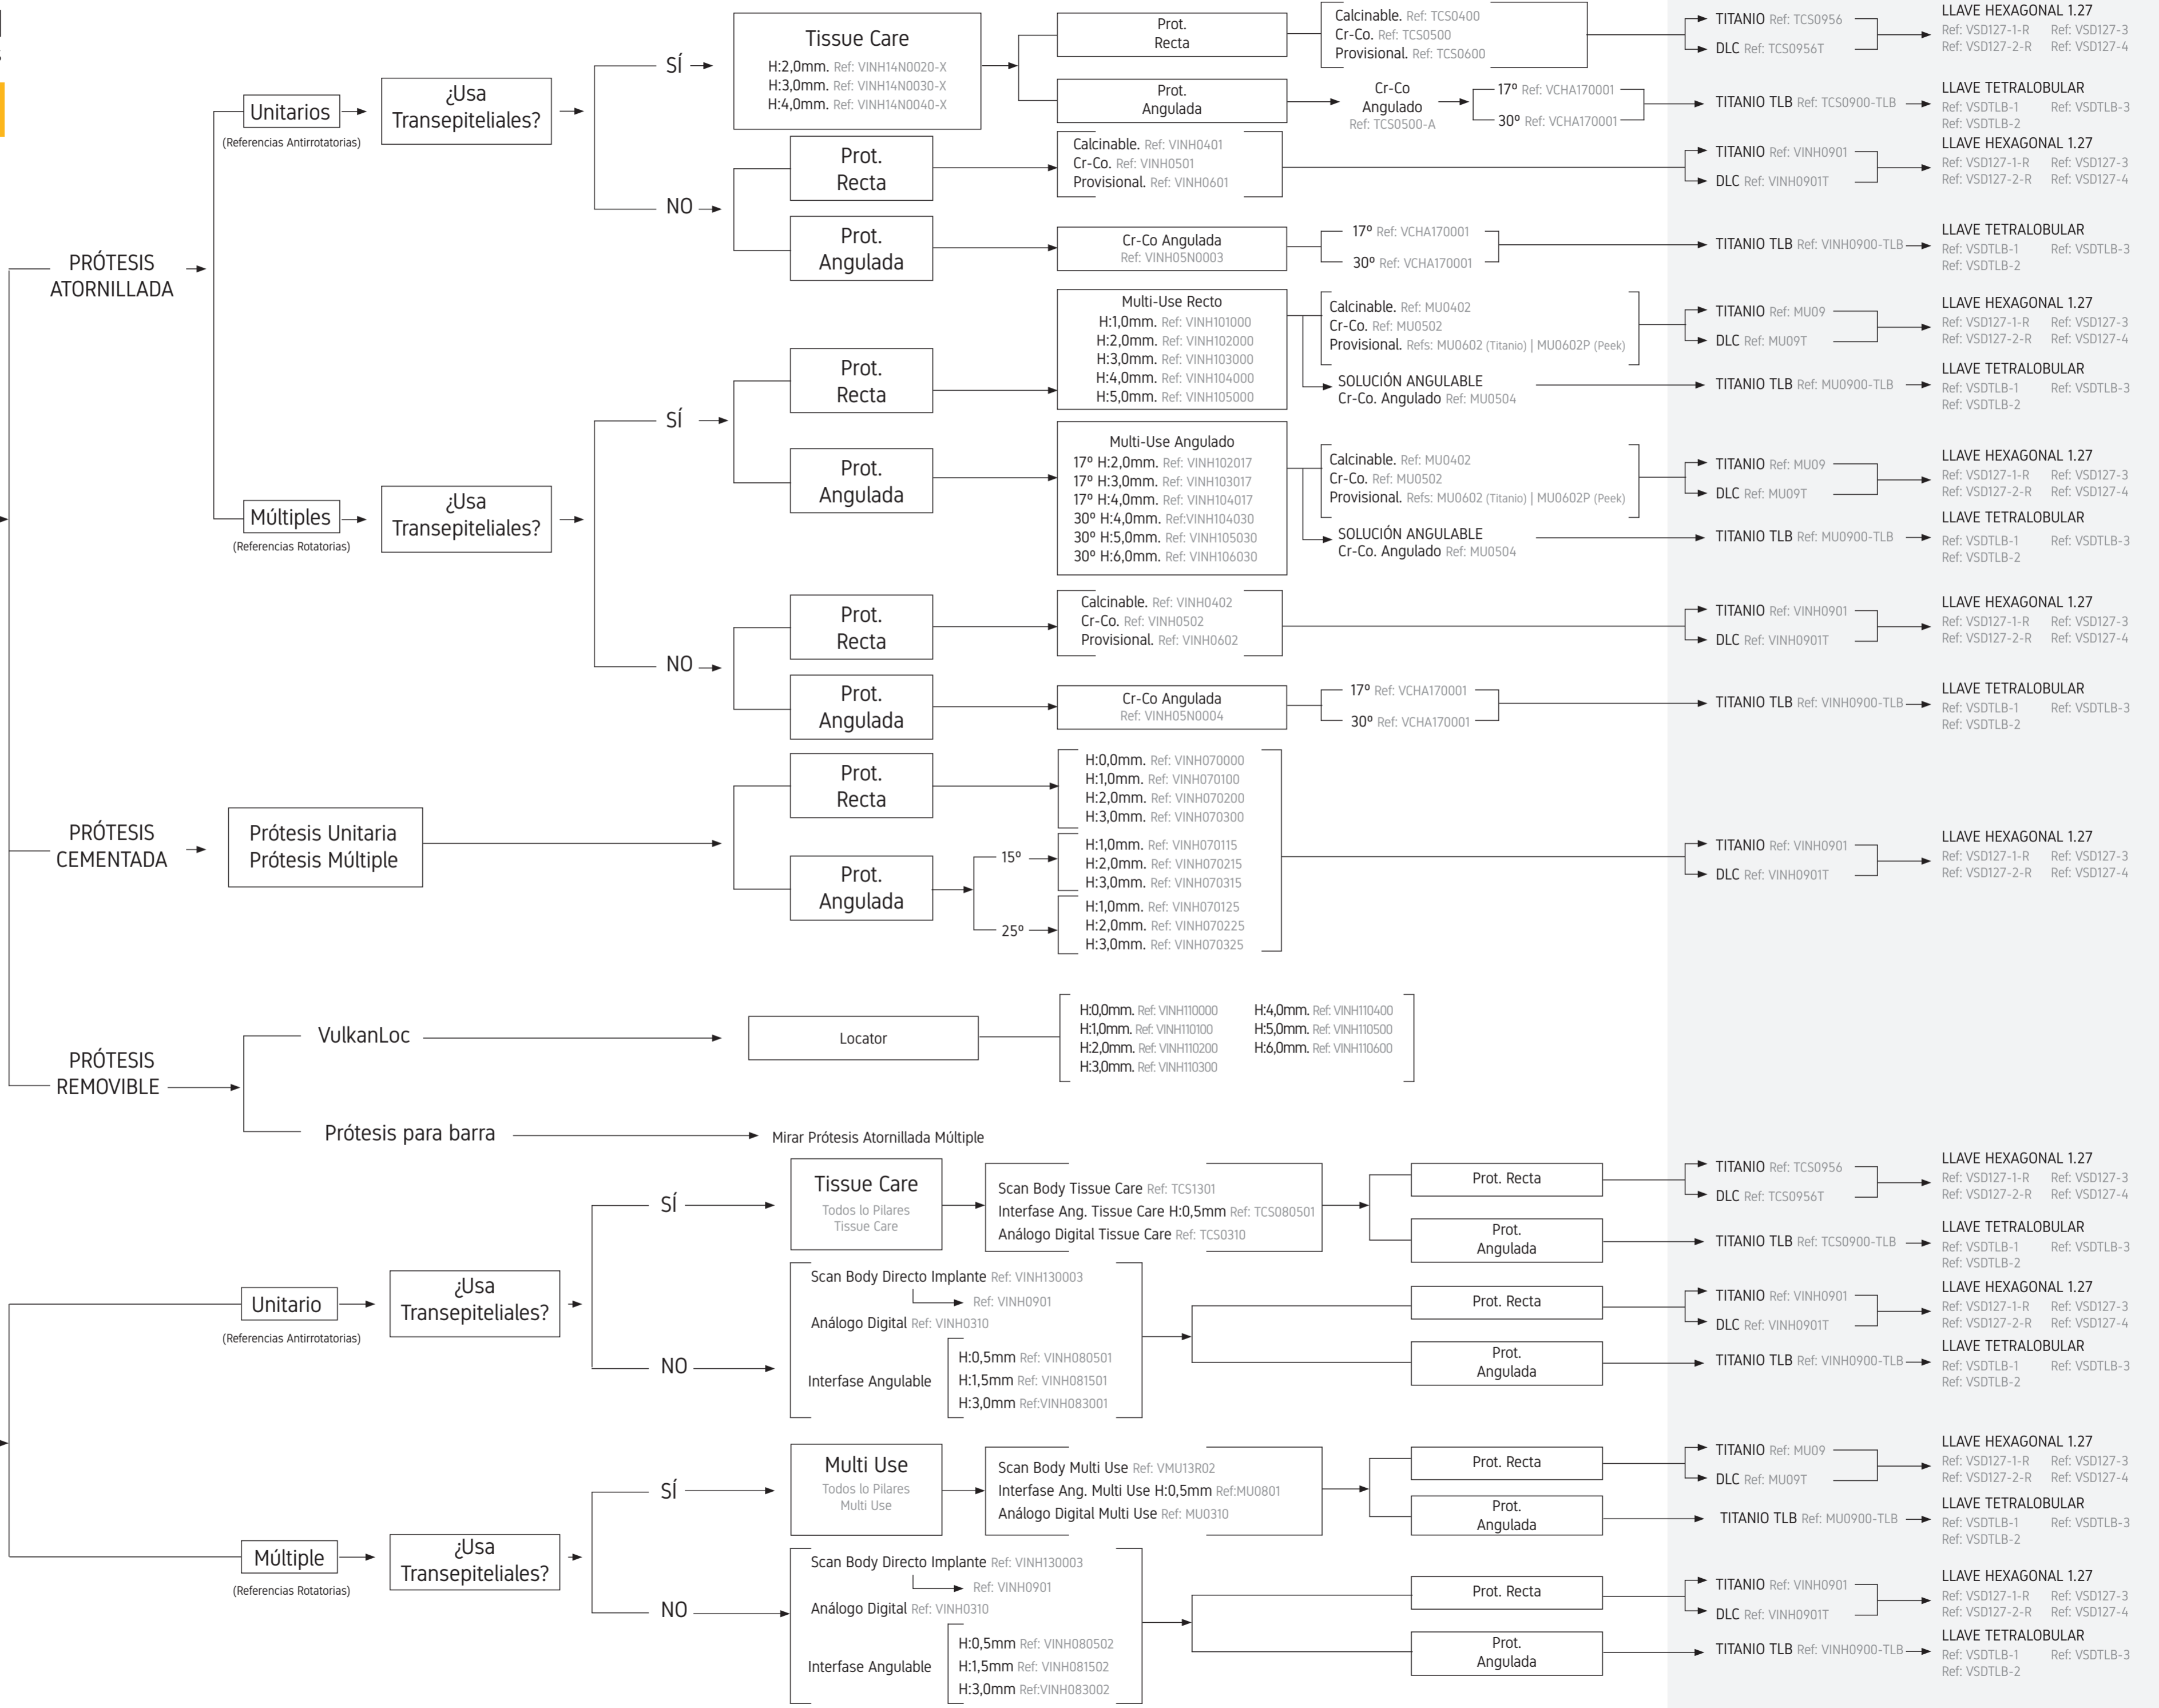 PRÓTESIS
ATORNILLADA
Unitarios
(Referencias Antirrotatorias)
¿Usa
Transepiteliales?
SÍ
Tissue Care
H:2,0mm. Ref: VINH14N0020-X
H:3,0mm. Ref: VINH14N0030-X
H:4,0mm. Ref: VINH14N0040-X
Prot.
Recta
Calcinable. Ref: TCS0400
Cr-Co. Ref: TCS0500
Provisional. Ref: TCS0600
TITANIO Ref: TCS0956
DLC Ref: TCS0956T
LLAVE HEXAGONAL 1.27
Ref: VSD127-1-R Ref: VSD127-3
Ref: VSD127-2-R Ref: VSD127-4
Prot.
Angulada
Cr-Co
Angulado
Ref: TCS0500-A
17º Ref: VCHA170001
30º Ref: VCHA170001
TITANIO TLB Ref: TCS0900-TLB
LLAVE TETRALOBULAR
Ref: VSDTLB-1 Ref: VSDTLB-3
Ref: VSDTLB-2
NO
Prot.
Recta
Calcinable. Ref: VINH0401
Cr-Co. Ref: VINH0501
Provisional. Ref: VINH0601
TITANIO Ref: VINH0901
DLC Ref: VINH0901T
LLAVE HEXAGONAL 1.27
Ref: VSD127-1-R Ref: VSD127-3
Ref: VSD127-2-R Ref: VSD127-4
Prot.
Angulada
Cr-Co Angulada
Ref: VINH05N0003
17º Ref: VCHA170001
30º Ref: VCHA170001
TITANIO TLB Ref: VINH0900-TLB
LLAVE TETRALOBULAR
Ref: VSDTLB-1 Ref: VSDTLB-3
Ref: VSDTLB-2
Múltiples
(Referencias Rotatorias)
¿Usa
Transepiteliales?
SÍ
Prot.
Recta
Multi-Use Recto
H:1,0mm. Ref: VINH101000
H:2,0mm. Ref: VINH102000
H:3,0mm. Ref: VINH103000
H:4,0mm. Ref: VINH104000
H:5,0mm. Ref: VINH105000
Calcinable. Ref: MU0402
Cr-Co. Ref: MU0502
Provisional. Refs: MU0602 (Titanio) | MU0602P (Peek)
TITANIO Ref: MU09
DLC Ref: MU09T
LLAVE HEXAGONAL 1.27
Ref: VSD127-1-R Ref: VSD127-3
Ref: VSD127-2-R Ref: VSD127-4
SOLUCIÓN ANGULABLE
Cr-Co. Angulado Ref: MU0504
TITANIO TLB Ref: MU0900-TLB
LLAVE TETRALOBULAR
Ref: VSDTLB-1 Ref: VSDTLB-3
Ref: VSDTLB-2
Prot.
Angulada
Multi-Use Angulado
17º H:2,0mm. Ref: VINH102017
17º H:3,0mm. Ref: VINH103017
17º H:4,0mm. Ref: VINH104017
30º H:4,0mm. Ref:VINH104030
30º H:5,0mm. Ref: VINH105030
30º H:6,0mm. Ref: VINH106030
Calcinable. Ref: MU0402
Cr-Co. Ref: MU0502
Provisional. Refs: MU0602 (Titanio) | MU0602P (Peek)
TITANIO Ref: MU09
DLC Ref: MU09T
LLAVE HEXAGONAL 1.27
Ref: VSD127-1-R Ref: VSD127-3
Ref: VSD127-2-R Ref: VSD127-4
SOLUCIÓN ANGULABLE
Cr-Co. Angulado Ref: MU0504
TITANIO TLB Ref: MU0900-TLB
LLAVE TETRALOBULAR
Ref: VSDTLB-1 Ref: VSDTLB-3
Ref: VSDTLB-2
NO
Prot.
Recta
Calcinable. Ref: VINH0402
Cr-Co. Ref: VINH0502
Provisional. Ref: VINH0602
TITANIO Ref: VINH0901
DLC Ref: VINH0901T
LLAVE HEXAGONAL 1.27
Ref: VSD127-1-R Ref: VSD127-3
Ref: VSD127-2-R Ref: VSD127-4
Prot.
Angulada
Cr-Co Angulada
Ref: VINH05N0004
17º Ref: VCHA170001
30º Ref: VCHA170001
TITANIO TLB Ref: VINH0900-TLB
LLAVE TETRALOBULAR
Ref: VSDTLB-1 Ref: VSDTLB-3
Ref: VSDTLB-2
PRÓTESIS
CEMENTADA
Prótesis Unitaria
Prótesis Múltiple
Prot.
Recta
H:0,0mm. Ref: VINH070000
H:1,0mm. Ref: VINH070100
H:2,0mm. Ref: VINH070200
H:3,0mm. Ref: VINH070300
Prot.
Angulada
15º
H:1,0mm. Ref: VINH070115
H:2,0mm. Ref: VINH070215
H:3,0mm. Ref: VINH070315
25º
H:1,0mm. Ref: VINH070125
H:2,0mm. Ref: VINH070225
H:3,0mm. Ref: VINH070325
TITANIO Ref: VINH0901
DLC Ref: VINH0901T
LLAVE HEXAGONAL 1.27
Ref: VSD127-1-R Ref: VSD127-3
Ref: VSD127-2-R Ref: VSD127-4
PRÓTESIS
REMOVIBLE
VulkanLoc
Locator
H:0,0mm. Ref: VINH110000 H:4,0mm. Ref: VINH110400
H:1,0mm. Ref: VINH110100 H:5,0mm. Ref: VINH110500
H:2,0mm. Ref: VINH110200 H:6,0mm. Ref: VINH110600
H:3,0mm. Ref: VINH110300
Prótesis para barra
Mirar Prótesis Atornillada Múltiple
Unitario
(Referencias Antirrotatorias)
¿Usa
Transepiteliales?
SÍ
Tissue Care
Todos lo Pilares
Tissue Care
Scan Body Tissue Care Ref: TCS1301
Interfase Ang. Tissue Care H:0,5mm Ref: TCS080501
Análogo Digital Tissue Care Ref: TCS0310
Prot. Recta
TITANIO Ref: TCS0956
DLC Ref: TCS0956T
LLAVE HEXAGONAL 1.27
Ref: VSD127-1-R Ref: VSD127-3
Ref: VSD127-2-R Ref: VSD127-4
Prot.
Angulada
TITANIO TLB Ref: TCS0900-TLB
LLAVE TETRALOBULAR
Ref: VSDTLB-1 Ref: VSDTLB-3
Ref: VSDTLB-2
NO
Scan Body Directo Implante Ref: VINH130003
Ref: VINH0901
Análogo Digital Ref: VINH0310
Interfase Angulable
H:0,5mm Ref: VINH080501
H:1,5mm Ref: VINH081501
H:3,0mm Ref:VINH083001
Prot. Recta
TITANIO Ref: VINH0901
DLC Ref: VINH0901T
LLAVE HEXAGONAL 1.27
Ref: VSD127-1-R Ref: VSD127-3
Ref: VSD127-2-R Ref: VSD127-4
Prot.
Angulada
TITANIO TLB Ref: VINH0900-TLB
LLAVE TETRALOBULAR
Ref: VSDTLB-1 Ref: VSDTLB-3
Ref: VSDTLB-2
Múltiple
(Referencias Rotatorias)
¿Usa
Transepiteliales?
SÍ
Multi Use
Todos lo Pilares
Multi Use
Scan Body Multi Use Ref: VMU13R02
Interfase Ang. Multi Use H:0,5mm Ref:MU0801
Análogo Digital Multi Use Ref: MU0310
Prot. Recta
TITANIO Ref: MU09
DLC Ref: MU09T
LLAVE HEXAGONAL 1.27
Ref: VSD127-1-R Ref: VSD127-3
Ref: VSD127-2-R Ref: VSD127-4
Prot.
Angulada
TITANIO TLB Ref: MU0900-TLB
LLAVE TETRALOBULAR
Ref: VSDTLB-1 Ref: VSDTLB-3
Ref: VSDTLB-2
NO
Scan Body Directo Implante Ref: VINH130003
Ref: VINH0901
Análogo Digital Ref: VINH0310
Interfase Angulable
H:0,5mm Ref: VINH080502
H:1,5mm Ref: VINH081502
H:3,0mm Ref:VINH083002
Prot. Recta
TITANIO Ref: VINH0901
DLC Ref: VINH0901T
LLAVE HEXAGONAL 1.27
Ref: VSD127-1-R Ref: VSD127-3
Ref: VSD127-2-R Ref: VSD127-4
Prot.
Angulada
TITANIO TLB Ref: VINH0900-TLB
LLAVE TETRALOBULAR
Ref: VSDTLB-1 Ref: VSDTLB-3
Ref: VSDTLB-2